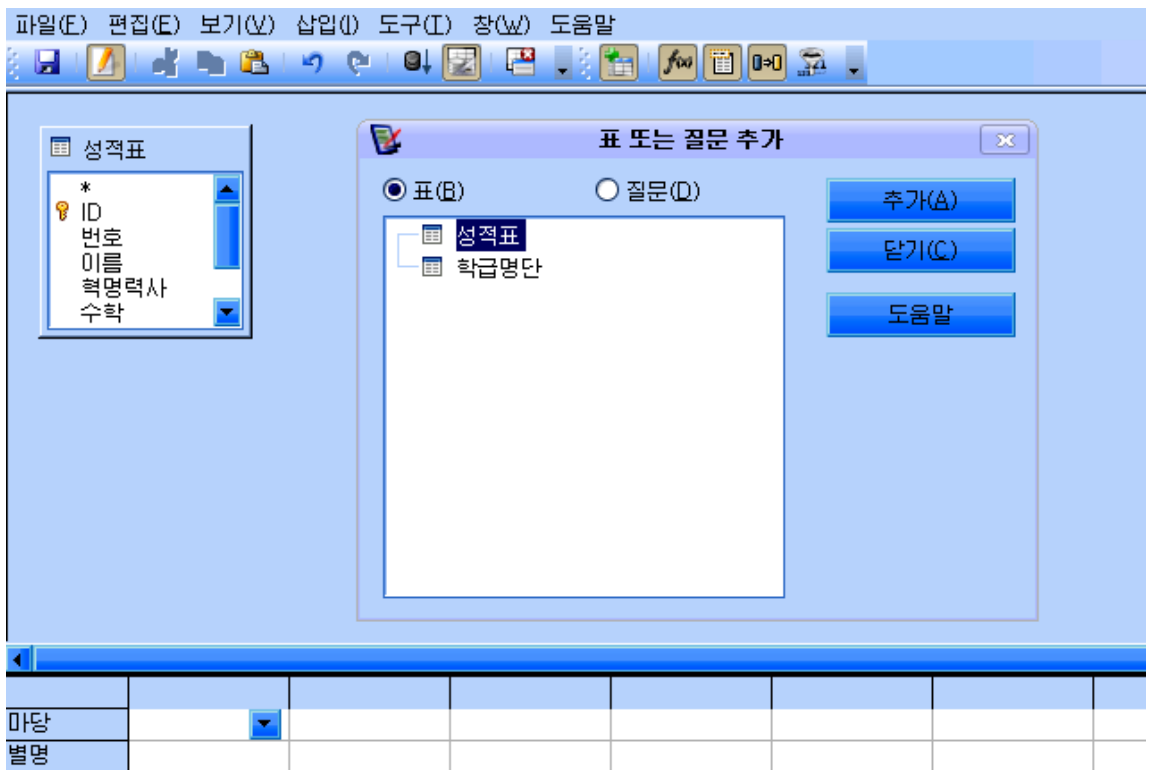 파일(F) 편집(E) 보기(V) 삽입(I) 도구(T) 창(W) 도움말
f(x)
성적표
*
ID
번호
이름
혁명력사
수학
표 또는 질문 추가
표(B) 질문(D)
성적표
학급명단
추가(A)
닫기(C)
도움말
마당
별명